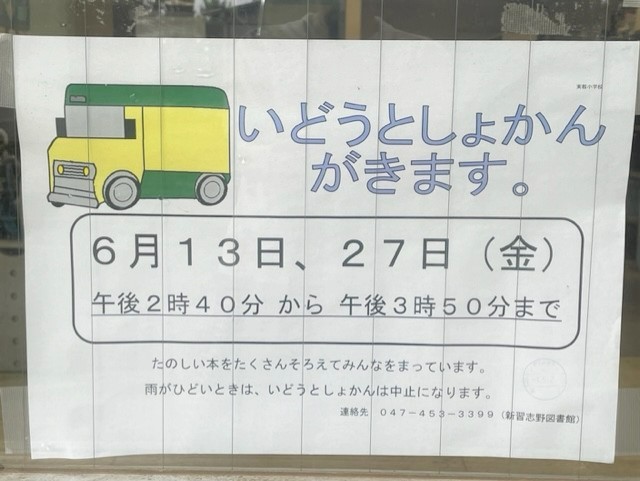 いどうとしょかん
がきます。
６月１３日、２７日（金）
午後２時４０分 から 午後３時５０分まで
たのしい本をたくさんそろえてみんなをまっています。
雨がひどいときは、いどうとしょかんは中止になります。
連絡先　０４７－４５３－３３９９（新習志野図書館）